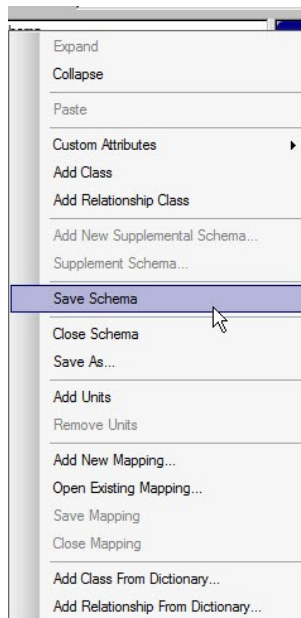 Expand
Collapse
Paste
Custom Attributes
Add Class
Add Relationship Class
Add New Supplemental Schema...
Supplement Schema...
Save Schema
Close Schema
Save As...
Add Units
Remove Units
Add New Mapping...
Open Existing Mapping...
Save Mapping
Close Mapping
Add Class From Dictionary...
Add Relationship From Dictionary...